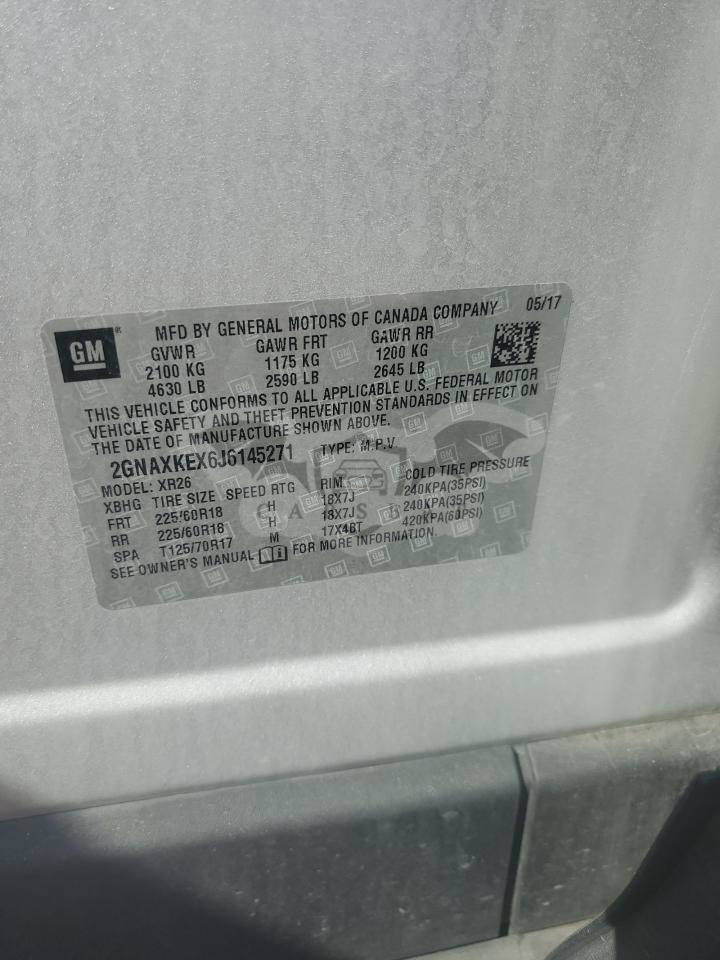 GM
MFD BY GENERAL MOTORS OF CANADA COMPANY 05/17
GVWR GAWR FRT GAWR RR
2100 KG 1175 KG 1200 KG
4630 LB 2590 LB 2645 LB
THIS VEHICLE CONFORMS TO ALL APPLICABLE U.S. FEDERAL MOTOR
VEHICLE SAFETY AND THEFT PREVENTION STANDARDS IN EFFECT ON
THE DATE OF MANUFACTURE SHOWN ABOVE.
2GNAXKEX6J6145271 TYPE: M.P.V
MODEL: XR26
XBHG TIRE SIZE SPEED RTG RIM COLD TIRE PRESSURE
FRT 225/60R18 H 18X7J 240KPA(35PSI)
RR 225/60R18 H 18X7J 240KPA(35PSI)
SPA T125/70R17 M 17X4BT 420KPA(60PSI)
SEE OWNER'S MANUAL FOR MORE INFORMATION.